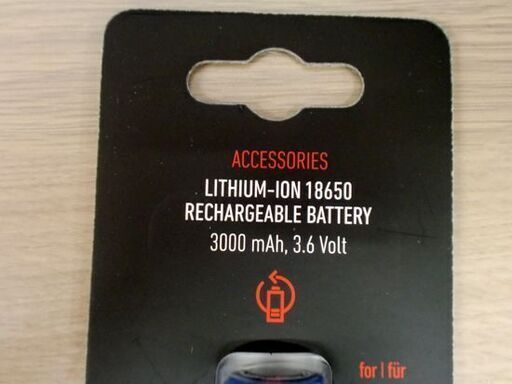 ACCESSORIES
LITHIUM-ION 18650
RECHARGEABLE BATTERY
3000 mAh, 3.6 Volt
for | für